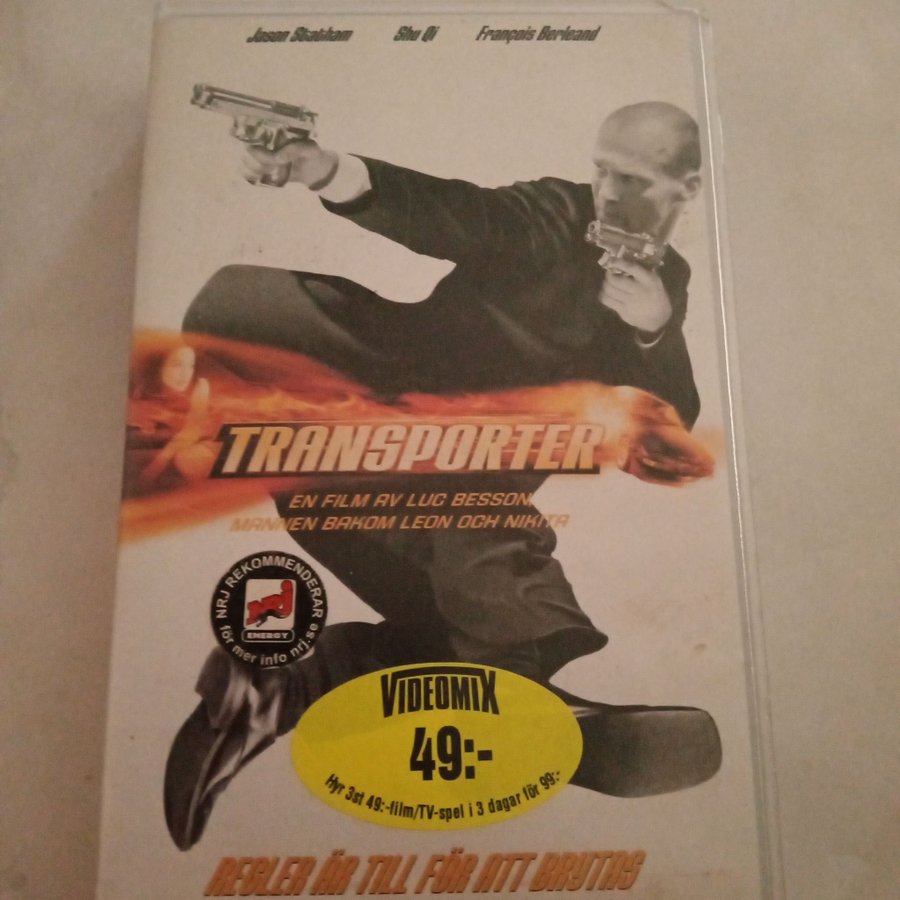 Jason Statham Shu Qi François Berleand
TRANSPORTER
EN FILM AV LUC BESSON,
MANNEN BAKOM LEON OCH NIKITA
NRJ REKOMMENDERAR
NRJ
ENERGY
för mer info nrj.se
VIDEOMIX
49:-
Hyr 3st 49:-film/TV-spel i 3 dagar för 99:-
REGLER ÄR TILL FÖR ATT BRYTAS